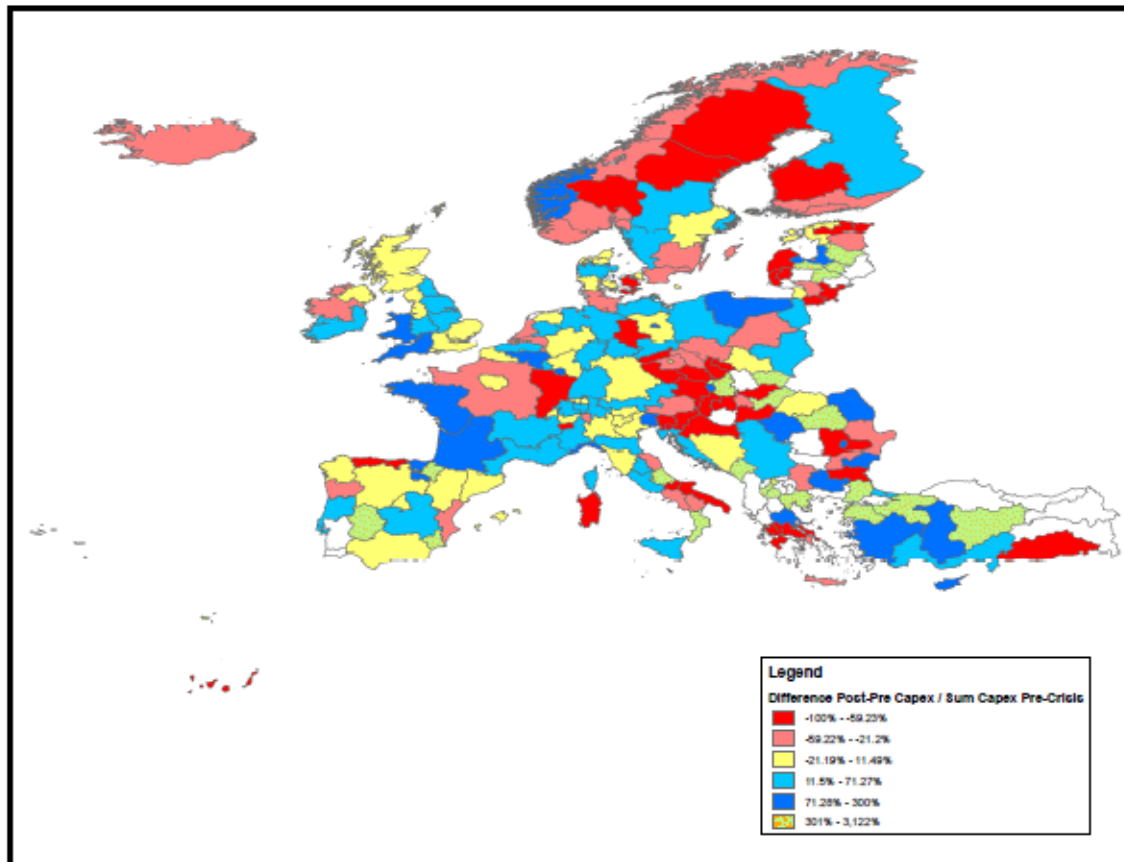 Legend
Difference Post-Pre Capex / Sum Capex Pre-Crisis
-100% - -59.23%
-59.22% - -21.2%
-21.19% - 11.49%
11.5% - 71.27%
71.28% - 300%
301% - 3,122%